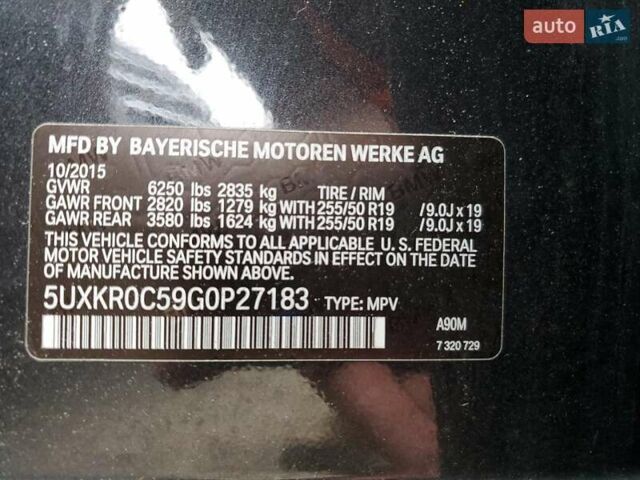 auto RIA .com
MFD BY BAYERISCHE MOTOREN WERKE AG
10/2015
GVWR 6250 lbs 2835 kg TIRE / RIM
GAWR FRONT 2820 lbs 1279 kg WITH 255/50 R19 / 9.0J x 19
GAWR REAR 3580 lbs 1624 kg WITH 255/50 R19 / 9.0J x 19
THIS VEHICLE CONFORMS TO ALL APPLICABLE U. S. FEDERAL
MOTOR VEHICLE SAFETY STANDARDS IN EFFECT ON THE
DATE OF MANUFACTURE SHOWN ABOVE.
5UXKR0C59G0P27183 TYPE: MPV
A90M
7 320 729